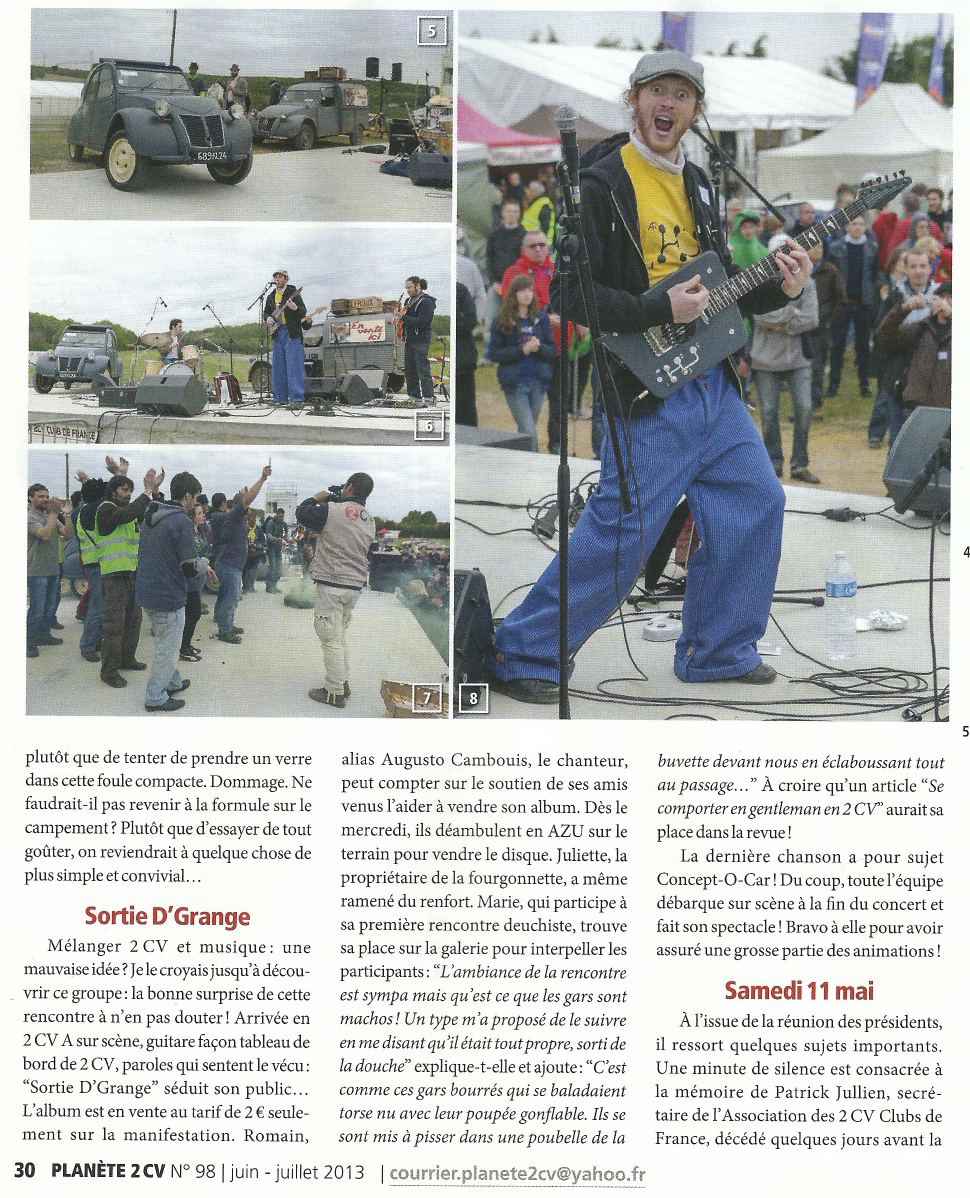 5
689 AL 24
LEROUX
En vente ici
2CV CLUB DE FRANCE
6
7
8
4
5
plutôt que de tenter de prendre un verre
dans cette foule compacte. Dommage. Ne
faudrait-il pas revenir à la formule sur le
campement ? Plutôt que d'essayer de tout
goûter, on reviendrait à quelque chose de
plus simple et convivial…
Sortie D'Grange
Mélanger 2 CV et musique : une
mauvaise idée ? Je le croyais jusqu'à décou-
vrir ce groupe : la bonne surprise de cette
rencontre à n'en pas douter ! Arrivée en
2 CV A sur scène, guitare façon tableau de
bord de 2 CV, paroles qui sentent le vécu :
“Sortie D'Grange” séduit son public…
L'album est en vente au tarif de 2 € seule-
ment sur la manifestation. Romain,
alias Augusto Cambouis, le chanteur,
peut compter sur le soutien de ses amis
venus l'aider à vendre son album. Dès le
mercredi, ils déambulent en AZU sur le
terrain pour vendre le disque. Juliette, la
propriétaire de la fourgonnette, a même
ramené du renfort. Marie, qui participe à
sa première rencontre deuchiste, trouve
sa place sur la galerie pour interpeller les
participants : “L'ambiance de la rencontre
est sympa mais qu'est ce que les gars sont
machos ! Un type m'a proposé de le suivre
en me disant qu'il était tout propre, sorti de
la douche” explique-t-elle et ajoute : “C'est
comme ces gars bourrés qui se baladaient
torse nu avec leur poupée gonflable. Ils se
sont mis à pisser dans une poubelle de la
buvette devant nous en éclaboussant tout
au passage…” À croire qu'un article “Se
comporter en gentleman en 2 CV” aurait sa
place dans la revue !
La dernière chanson a pour sujet
Concept-O-Car ! Du coup, toute l'équipe
débarque sur scène à la fin du concert et
fait son spectacle ! Bravo à elle pour avoir
assuré une grosse partie des animations !
Samedi 11 mai
À l'issue de la réunion des présidents,
il ressort quelques sujets importants.
Une minute de silence est consacrée à
la mémoire de Patrick Jullien, secré-
taire de l'Association des 2 CV Clubs de
France, décédé quelques jours avant la
30 PLANÈTE 2 CV N° 98 | juin - juillet 2013 | courrier.planete2cv@yahoo.fr